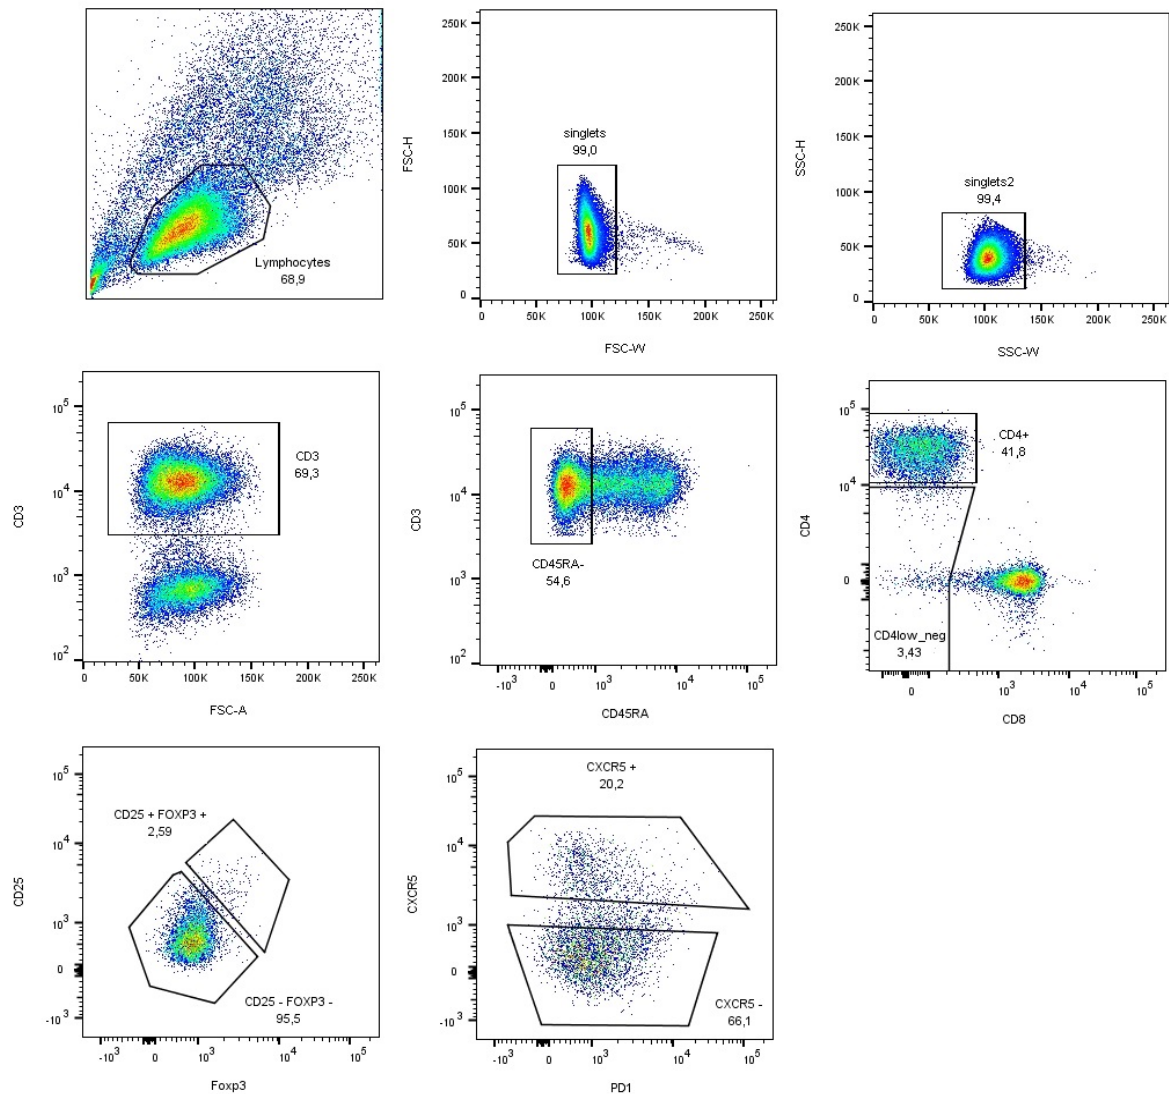 Lymphocytes
68,9
250K
200K
150K
100K
50K
0
FSC-H
singlets
99,0
0
50K
100K
150K
200K
250K
FSC-W
250K
200K
150K
100K
50K
0
SSC-H
singlets2
99,4
0
50K
100K
150K
200K
250K
SSC-W
10^5
10^4
10^3
10^2
CD3
CD3
69,3
0
50K
100K
150K
200K
250K
FSC-A
10^5
10^4
10^3
10^2
CD3
CD45RA-
54,6
-10^3
0
10^3
10^4
10^5
CD45RA
10^5
10^4
0
CD4
CD4+
41,8
CD4low_neg
3,43
0
10^3
10^4
10^5
CD8
10^5
10^4
10^3
0
-10^3
CD25
CD25 + FOXP3 +
2,59
CD25 - FOXP3 -
95,5
-10^3
0
10^3
10^4
10^5
Foxp3
10^5
10^4
10^3
0
-10^3
CXCR5
CXCR5 +
20,2
CXCR5 -
66,1
-10^3
0
10^3
10^4
10^5
PD1